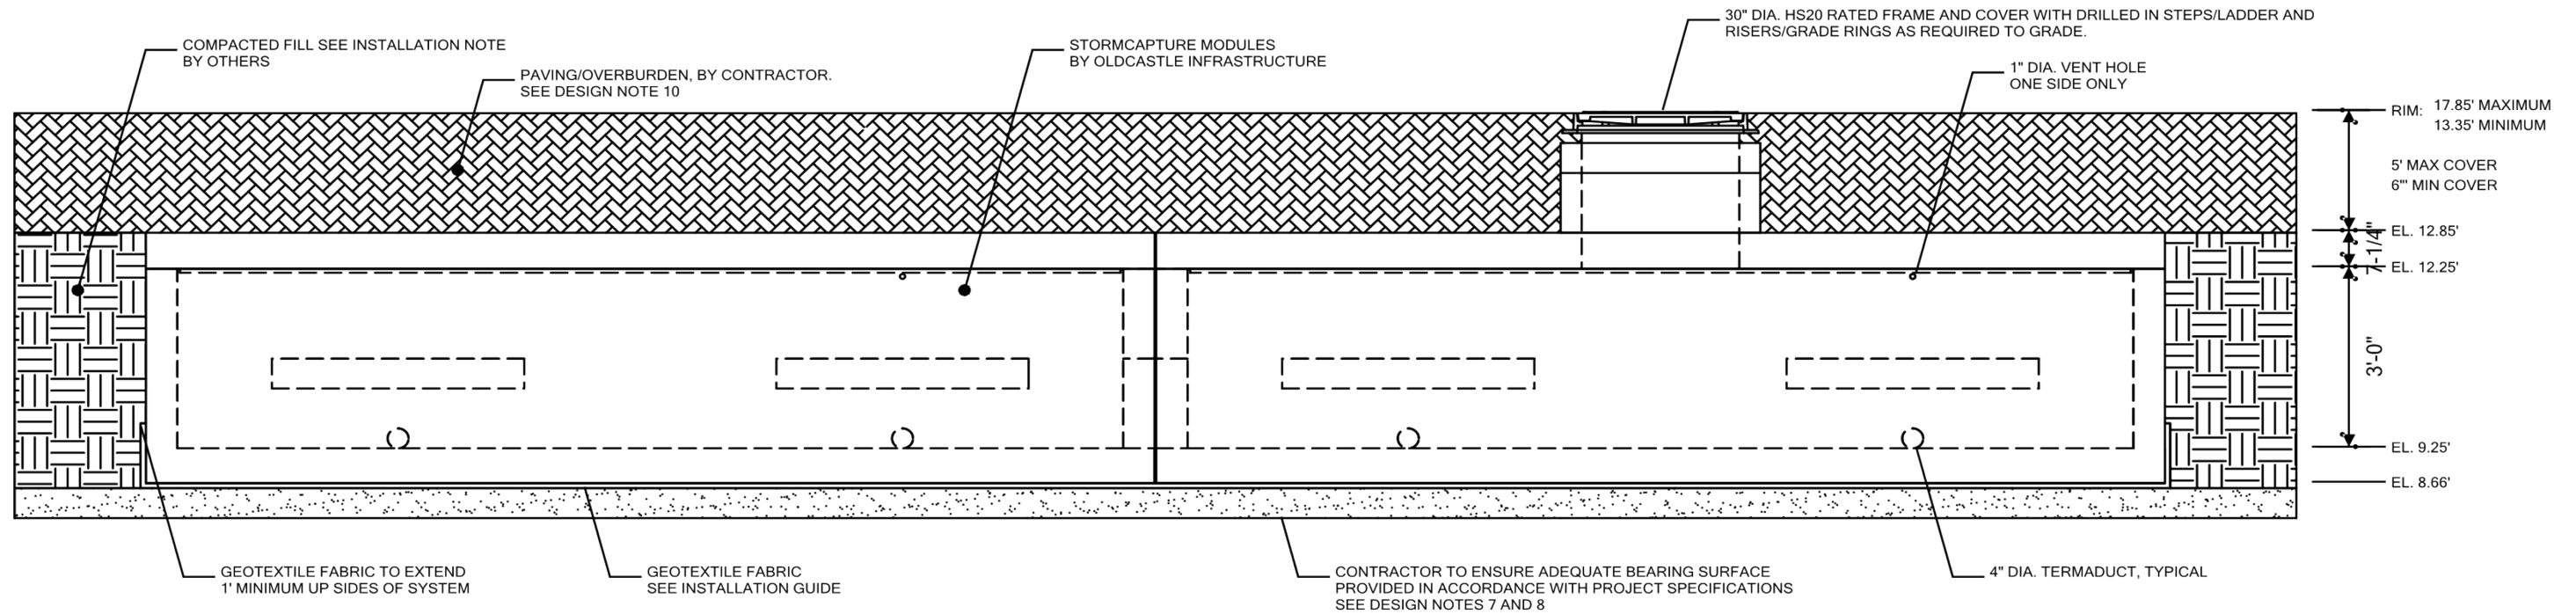 30" DIA. HS20 RATED FRAME AND COVER WITH DRILLED IN STEPS/LADDER AND
RISERS/GRADE RINGS AS REQUIRED TO GRADE.
COMPACTED FILL SEE INSTALLATION NOTE
BY OTHERS
STORMCAPTURE MODULES
BY OLDCASTLE INFRASTRUCTURE
PAVING/OVERBURDEN, BY CONTRACTOR.
SEE DESIGN NOTE 10
1" DIA. VENT HOLE
ONE SIDE ONLY
RIM: 17.85' MAXIMUM
13.35' MINIMUM
5' MAX COVER
6"' MIN COVER
EL. 12.85'
7-1/4"
EL. 12.25'
3'-0"
EL. 9.25'
EL. 8.66'
GEOTEXTILE FABRIC TO EXTEND
1' MINIMUM UP SIDES OF SYSTEM
GEOTEXTILE FABRIC
SEE INSTALLATION GUIDE
CONTRACTOR TO ENSURE ADEQUATE BEARING SURFACE
PROVIDED IN ACCORDANCE WITH PROJECT SPECIFICATIONS
SEE DESIGN NOTES 7 AND 8
4" DIA. TERMADUCT, TYPICAL